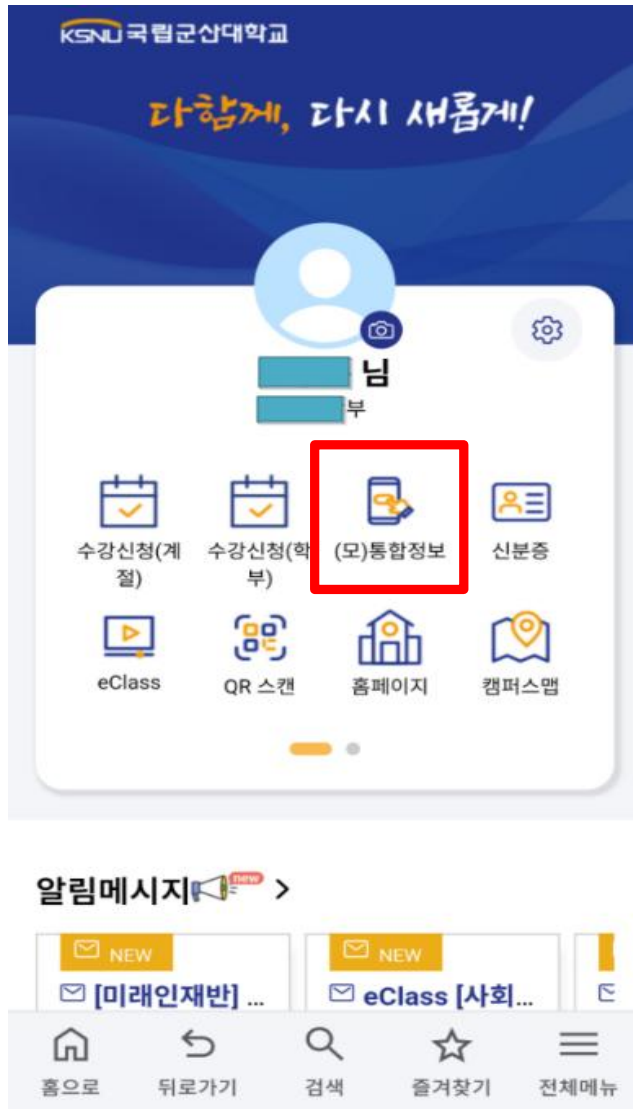 KSNU 국립군산대학교
다함께, 다시 새롭게!
님
부
수강신청(계절)
수강신청(학부)
(모)통합정보
신분증
eClass
QR 스캔
홈페이지
캠퍼스맵
알림메시지 new >
NEW
[미래인재반] ...
NEW
eClass [사회...
홈으로
뒤로가기
검색
즐겨찾기
전체메뉴